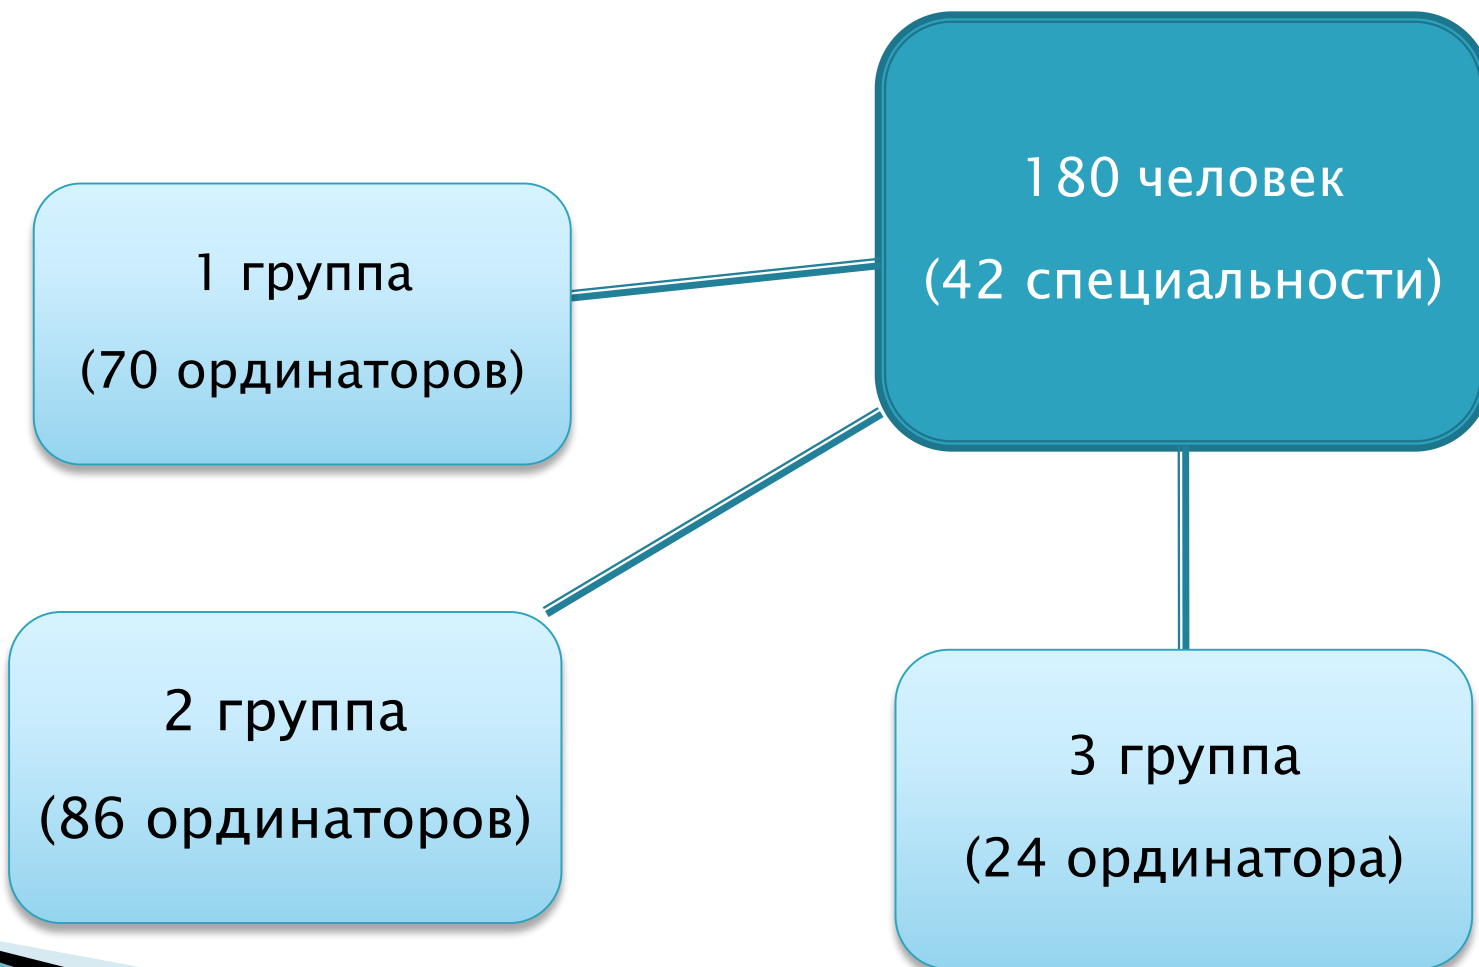 180 человек
(42 специальности)
1 группа
(70 ординаторов)
2 группа
(86 ординаторов)
3 группа
(24 ординатора)